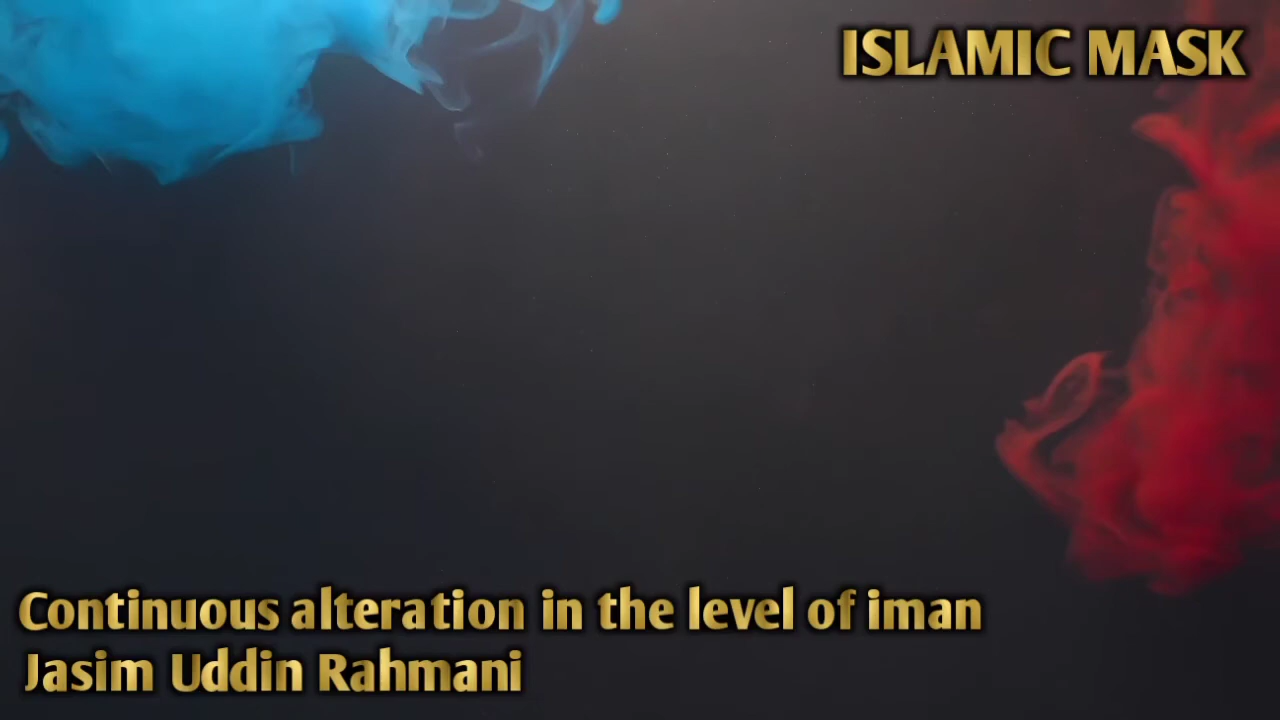 ISLAMIC MASK
Continuous alteration in the level of iman
Jasim Uddin Rahmani